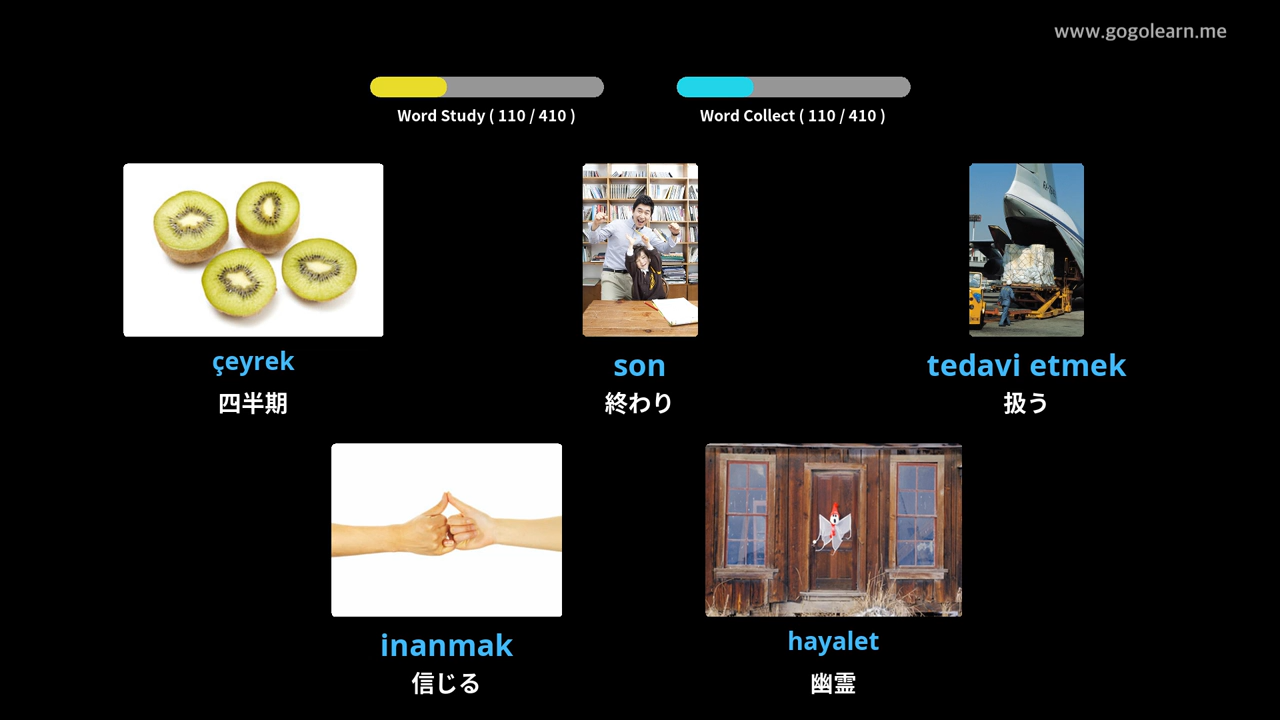 www.gogolearn.me
Word Study ( 110 / 410 )
Word Collect ( 110 / 410 )
çeyrek
四半期
son
終わり
tedavi etmek
扱う
inanmak
信じる
hayalet
幽霊